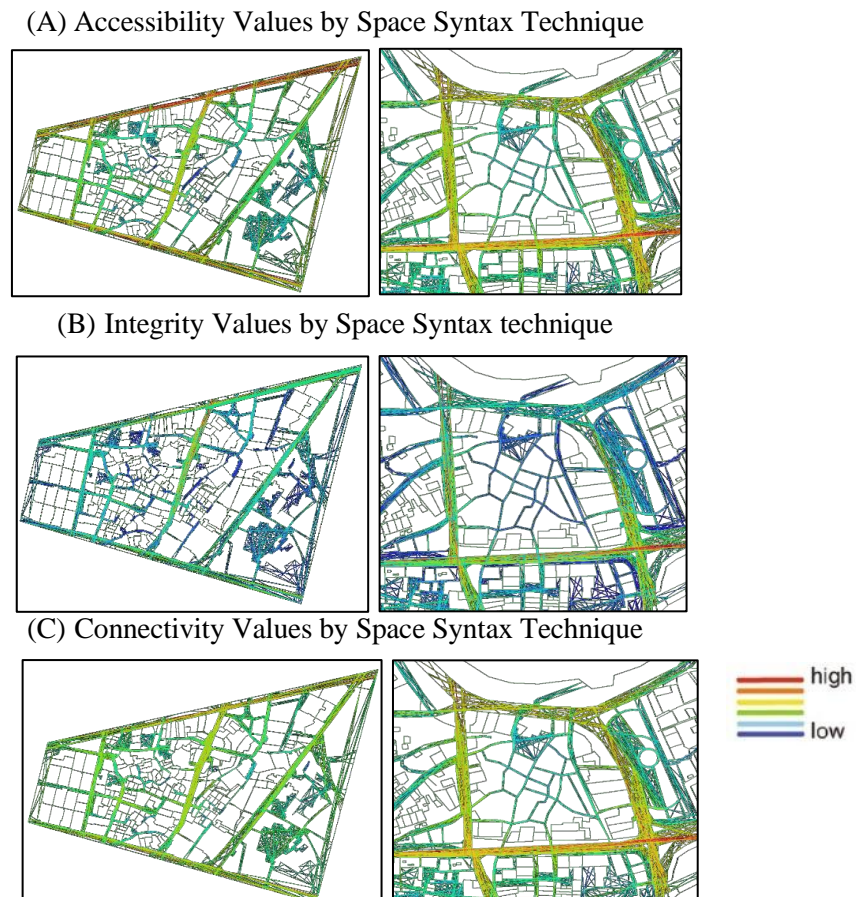 (A) Accessibility Values by Space Syntax Technique
(B) Integrity Values by Space Syntax technique
(C) Connectivity Values by Space Syntax Technique
high
low